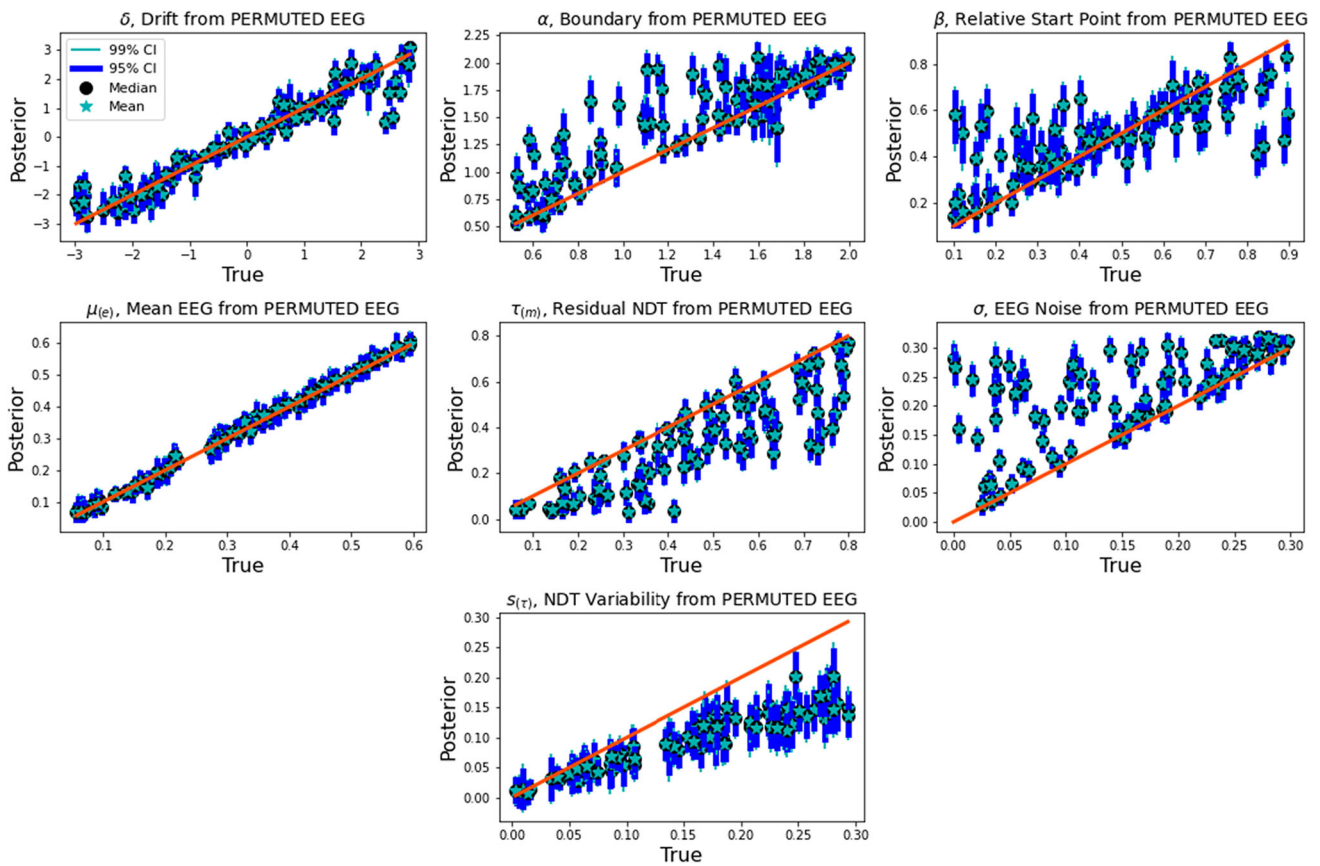 δ, Drift from PERMUTED EEG
99% CI
95% CI
Median
Mean
3
2
1
0
−1
−2
−3
Posterior
−3 −2 −1 0 1 2 3
True
α, Boundary from PERMUTED EEG
2.25
2.00
1.75
1.50
1.25
1.00
0.75
0.50
Posterior
0.6 0.8 1.0 1.2 1.4 1.6 1.8 2.0
True
β, Relative Start Point from PERMUTED EEG
0.8
0.6
0.4
0.2
Posterior
0.1 0.2 0.3 0.4 0.5 0.6 0.7 0.8 0.9
True
μ(e), Mean EEG from PERMUTED EEG
0.6
0.5
0.4
0.3
0.2
0.1
Posterior
0.1 0.2 0.3 0.4 0.5 0.6
True
τ(m), Residual NDT from PERMUTED EEG
0.8
0.6
0.4
0.2
0.0
Posterior
0.1 0.2 0.3 0.4 0.5 0.6 0.7 0.8
True
σ, EEG Noise from PERMUTED EEG
0.30
0.25
0.20
0.15
0.10
0.05
0.00
Posterior
0.00 0.05 0.10 0.15 0.20 0.25 0.30
True
s(τ), NDT Variability from PERMUTED EEG
0.30
0.25
0.20
0.15
0.10
0.05
0.00
Posterior
0.00 0.05 0.10 0.15 0.20 0.25 0.30
True